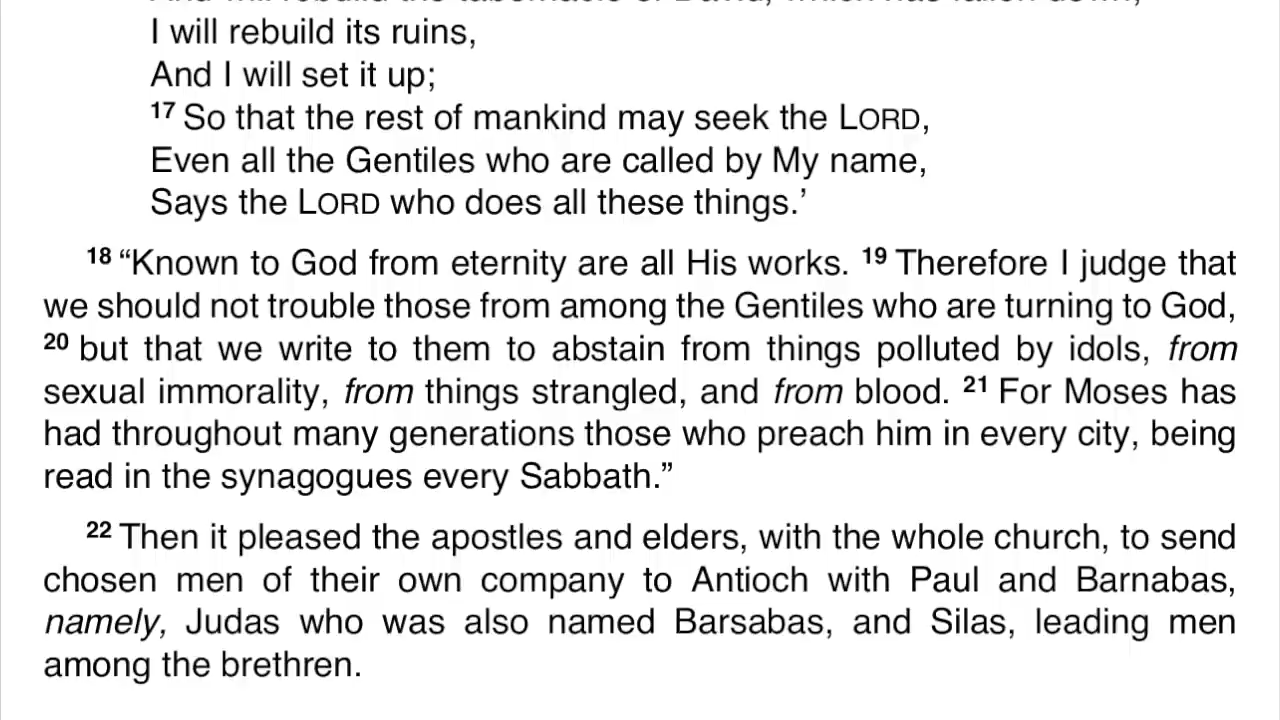 I will rebuild its ruins,
And I will set it up;
17 So that the rest of mankind may seek the LORD,
Even all the Gentiles who are called by My name,
Says the LORD who does all these things.’
18 “Known to God from eternity are all His works. 19 Therefore I judge that
we should not trouble those from among the Gentiles who are turning to God,
20 but that we write to them to abstain from things polluted by idols, from
sexual immorality, from things strangled, and from blood. 21 For Moses has
had throughout many generations those who preach him in every city, being
read in the synagogues every Sabbath.”
22 Then it pleased the apostles and elders, with the whole church, to send
chosen men of their own company to Antioch with Paul and Barnabas,
namely, Judas who was also named Barsabas, and Silas, leading men
among the brethren.